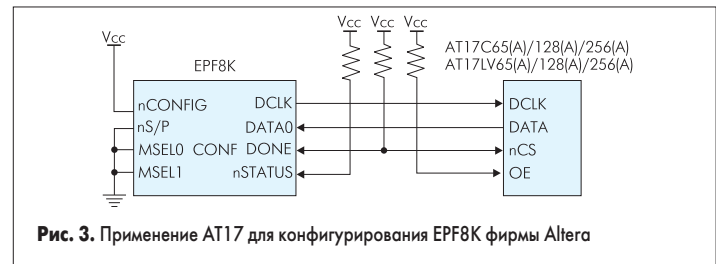 Vcc Vcc Vcc
Vcc
AT17C65(A)/128(A)/256(A)
AT17LV65(A)/128(A)/256(A)
EPF8K
nCONFIG DCLK DCLK
nS/P DATA0 DATA
MSEL0 CONF DONE nCS
MSEL1 nSTATUS OE
Рис. 3. Применение AT17 для конфигурирования EPF8K фирмы Altera